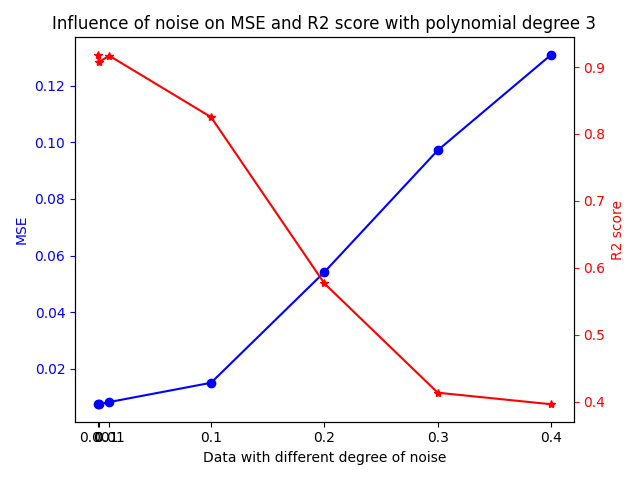 Influence of noise on MSE and R2 score with polynomial degree 3
0.12
0.10
0.08
0.06
0.04
0.02
MSE
0.9
0.8
0.7
0.6
0.5
0.4
R2 score
0.1 0.2 0.3 0.4
Data with different degree of noise